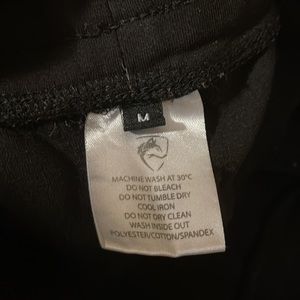 M
MACHINE WASH AT 30°C
DO NOT BLEACH
DO NOT TUMBLE DRY
COOL IRON
DO NOT DRY CLEAN
WASH INSIDE OUT
POLYESTER/COTTON/SPANDEX